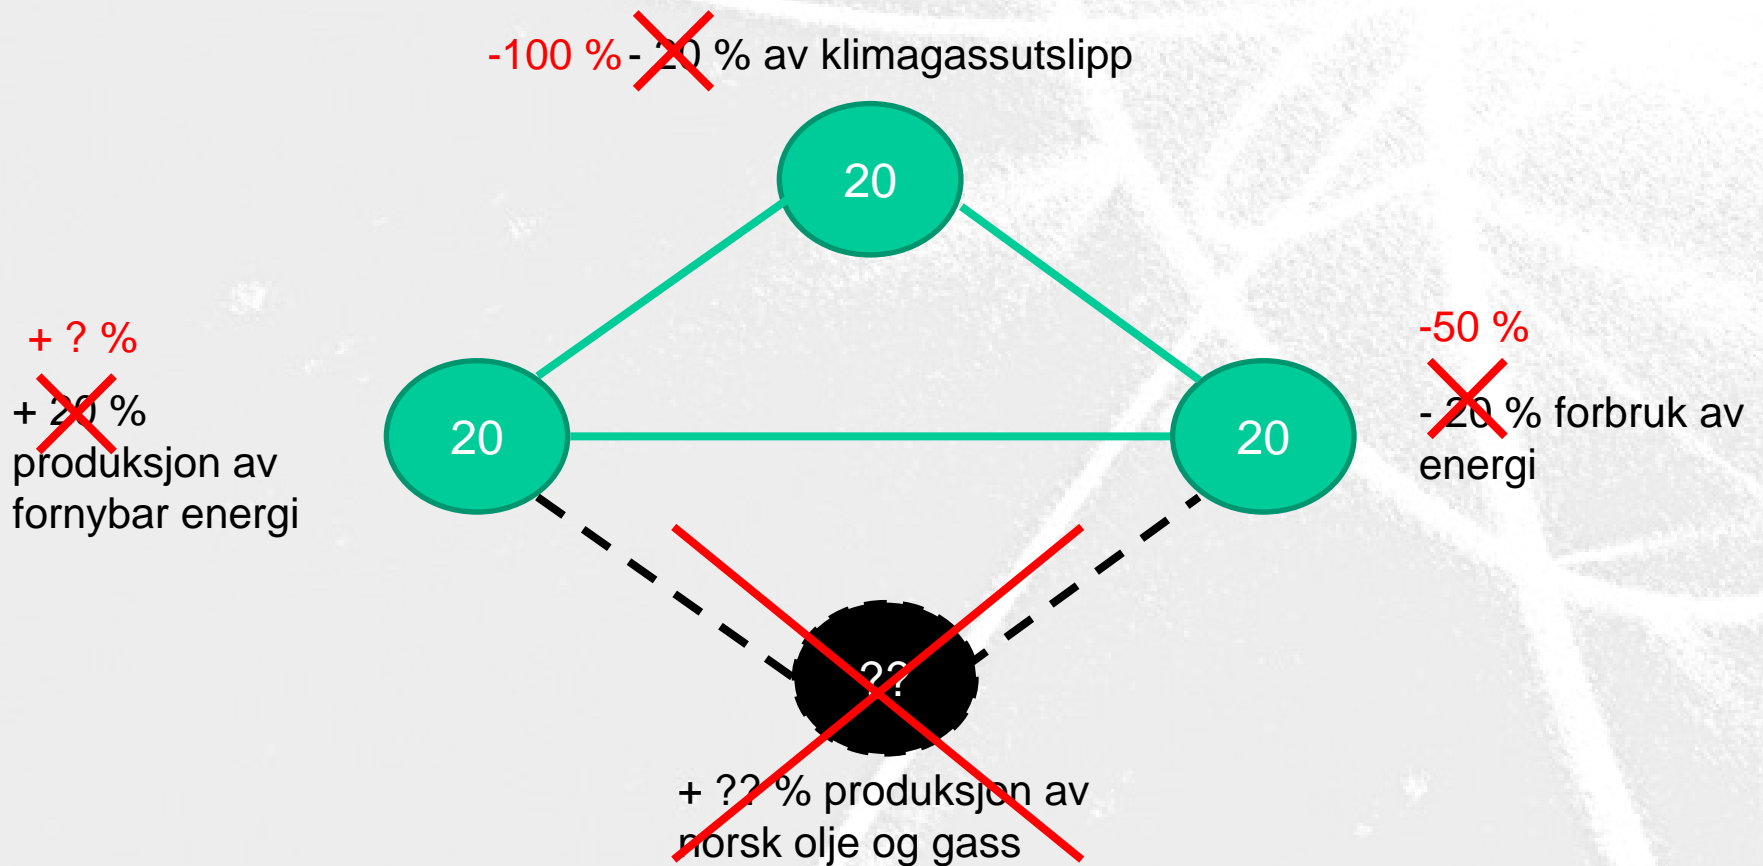 -100 % - 20 % av klimagassutslipp
20
+ ? %
+ 20 %
produksjon av
fornybar energi
20
20
-50 %
- 20 % forbruk av
energi
??
+ ?? % produksjon av
norsk olje og gass